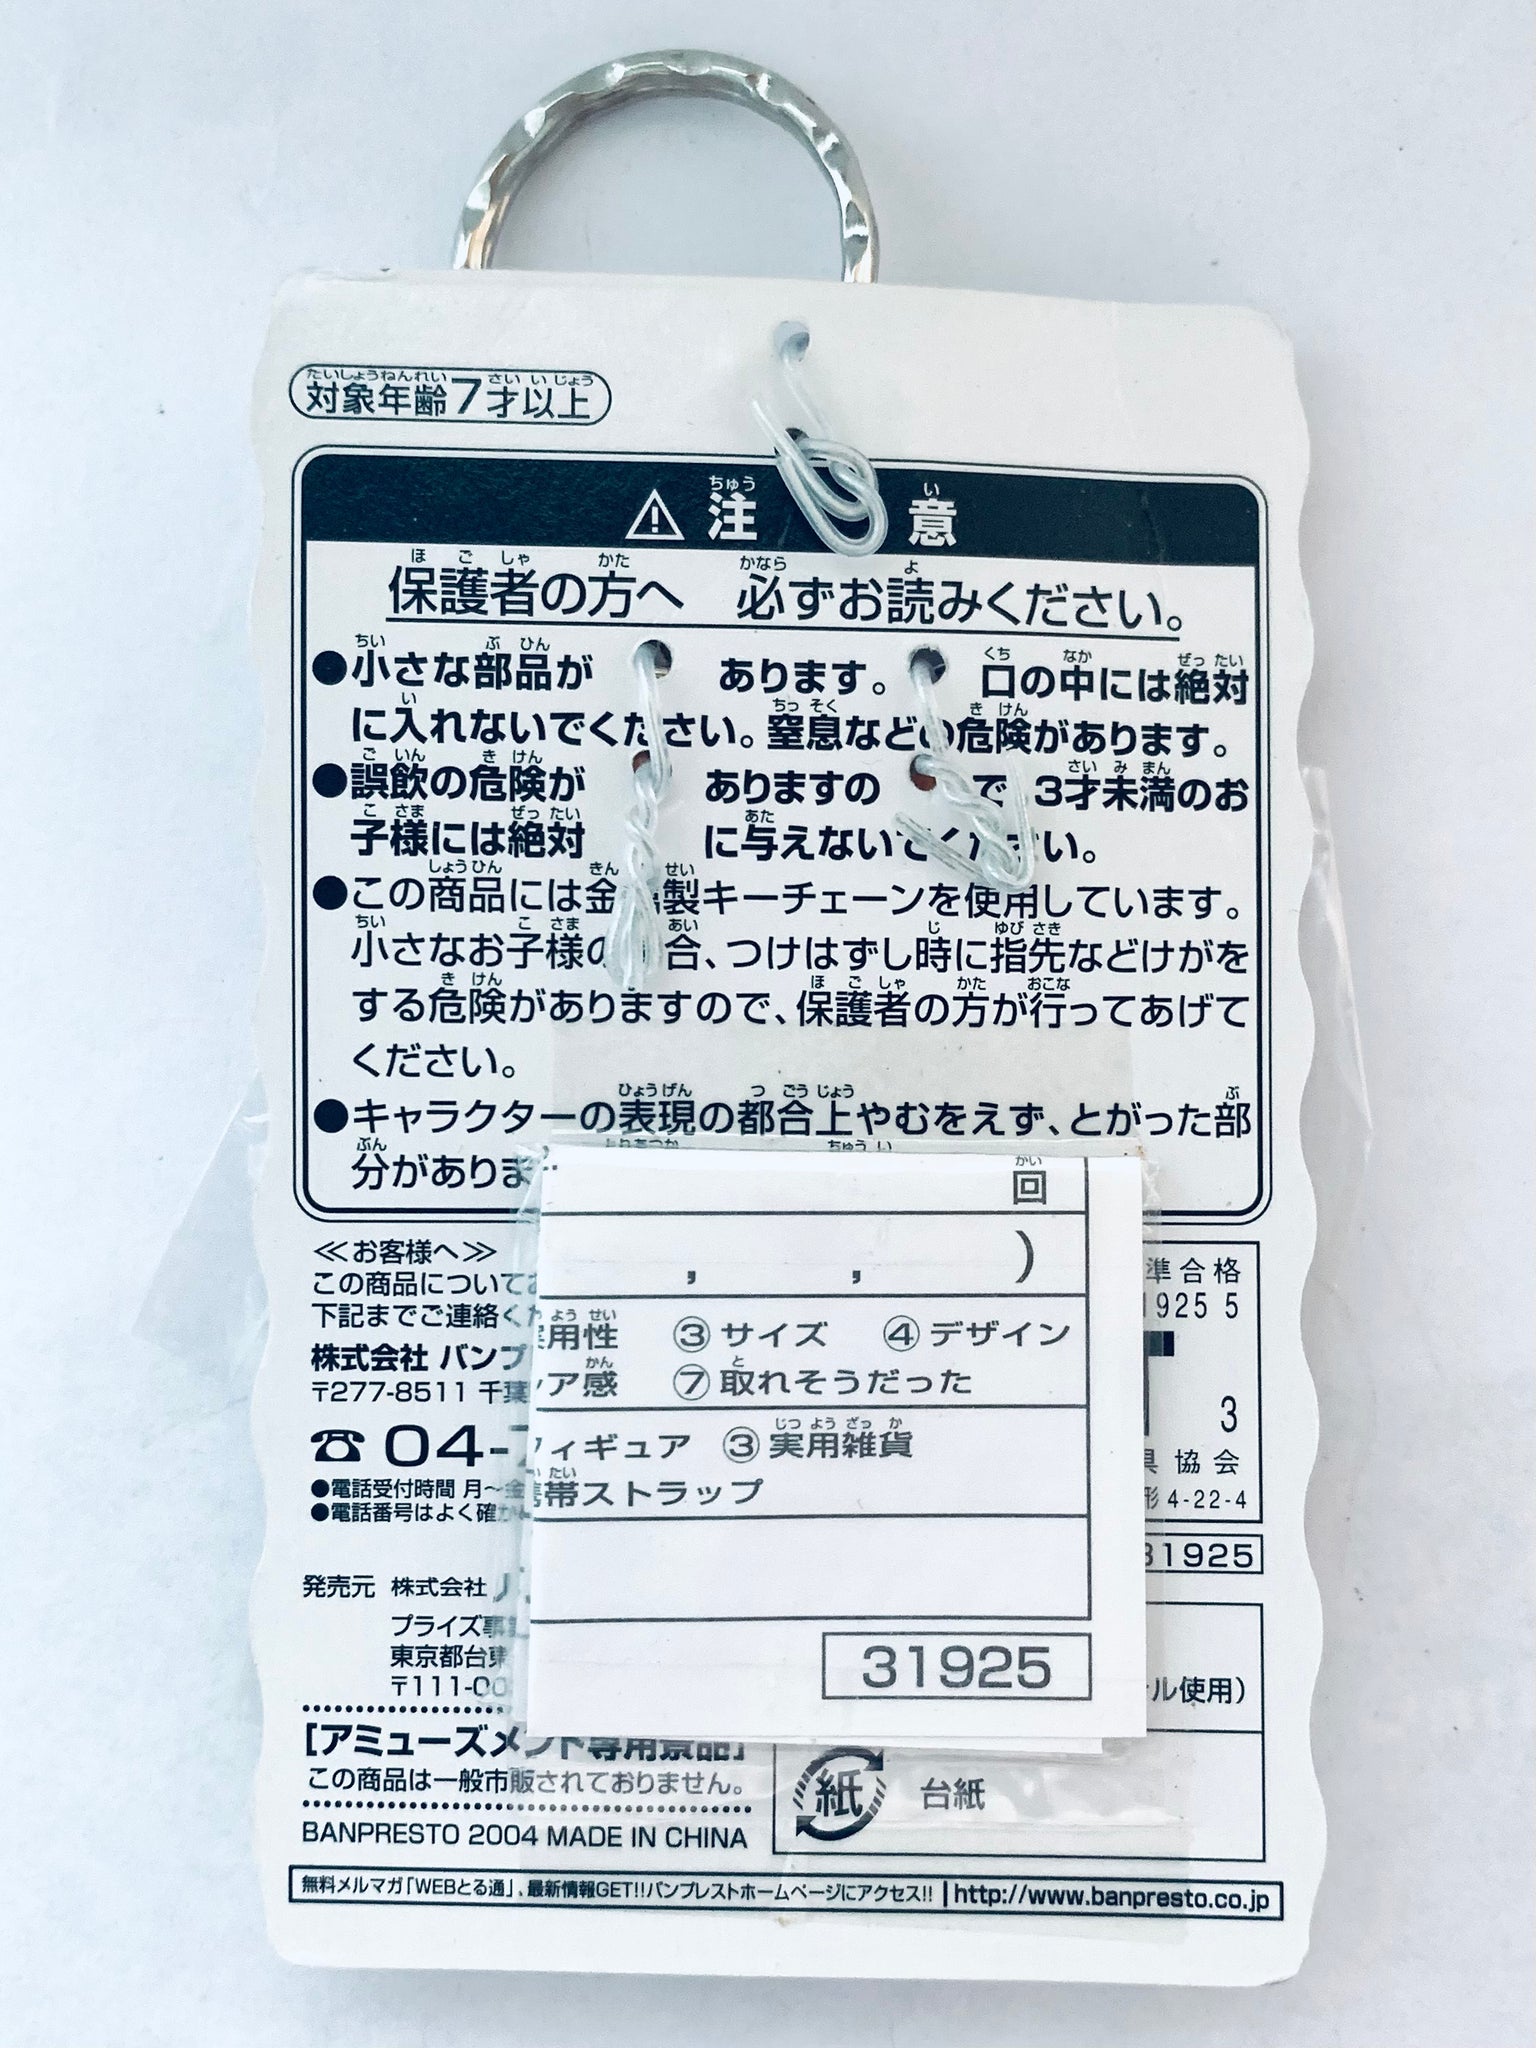 対象年齢7才以上
⚠注意
保護者の方へ 必ずお読みください。
●小さな部品が あります。 口の中には絶対
に入れないでください。窒息などの危険があります。
●誤飲の危険が ありますの で 3才未満のお
子様には絶対 に与えないでください。
●この商品には金属製キーチェーンを使用しています。
小さなお子様の場合、つけはずし時に指先などけがを
する危険がありますので、保護者の方が行ってあげて
ください。
●キャラクターの表現の都合上やむをえず、とがった部
分がありま
≪お客様へ≫
この商品について
下記までご連絡く
株式会社 バンプ
〒277-8511 千葉
☎04-
●電話受付時間 月～金
●電話番号はよく確
発売元 株式会社
プライズ事
東京都台東
〒111-00
回
, , )
用性 ③サイズ ④デザイン
ア感 ⑦取れそうだった
ィギュア ③実用雑貨
帯ストラップ
31925
準合格
1925 5
3
協会
形4-22-4
31925
ル使用)
[アミューズメント専用景品]
この商品は一般市販されておりません。
BANPRESTO 2004 MADE IN CHINA
紙 台紙
無料メルマガ「WEBとる通」、最新情報GET!!バンプレストホームページにアクセス!! http://www.banpresto.co.jp